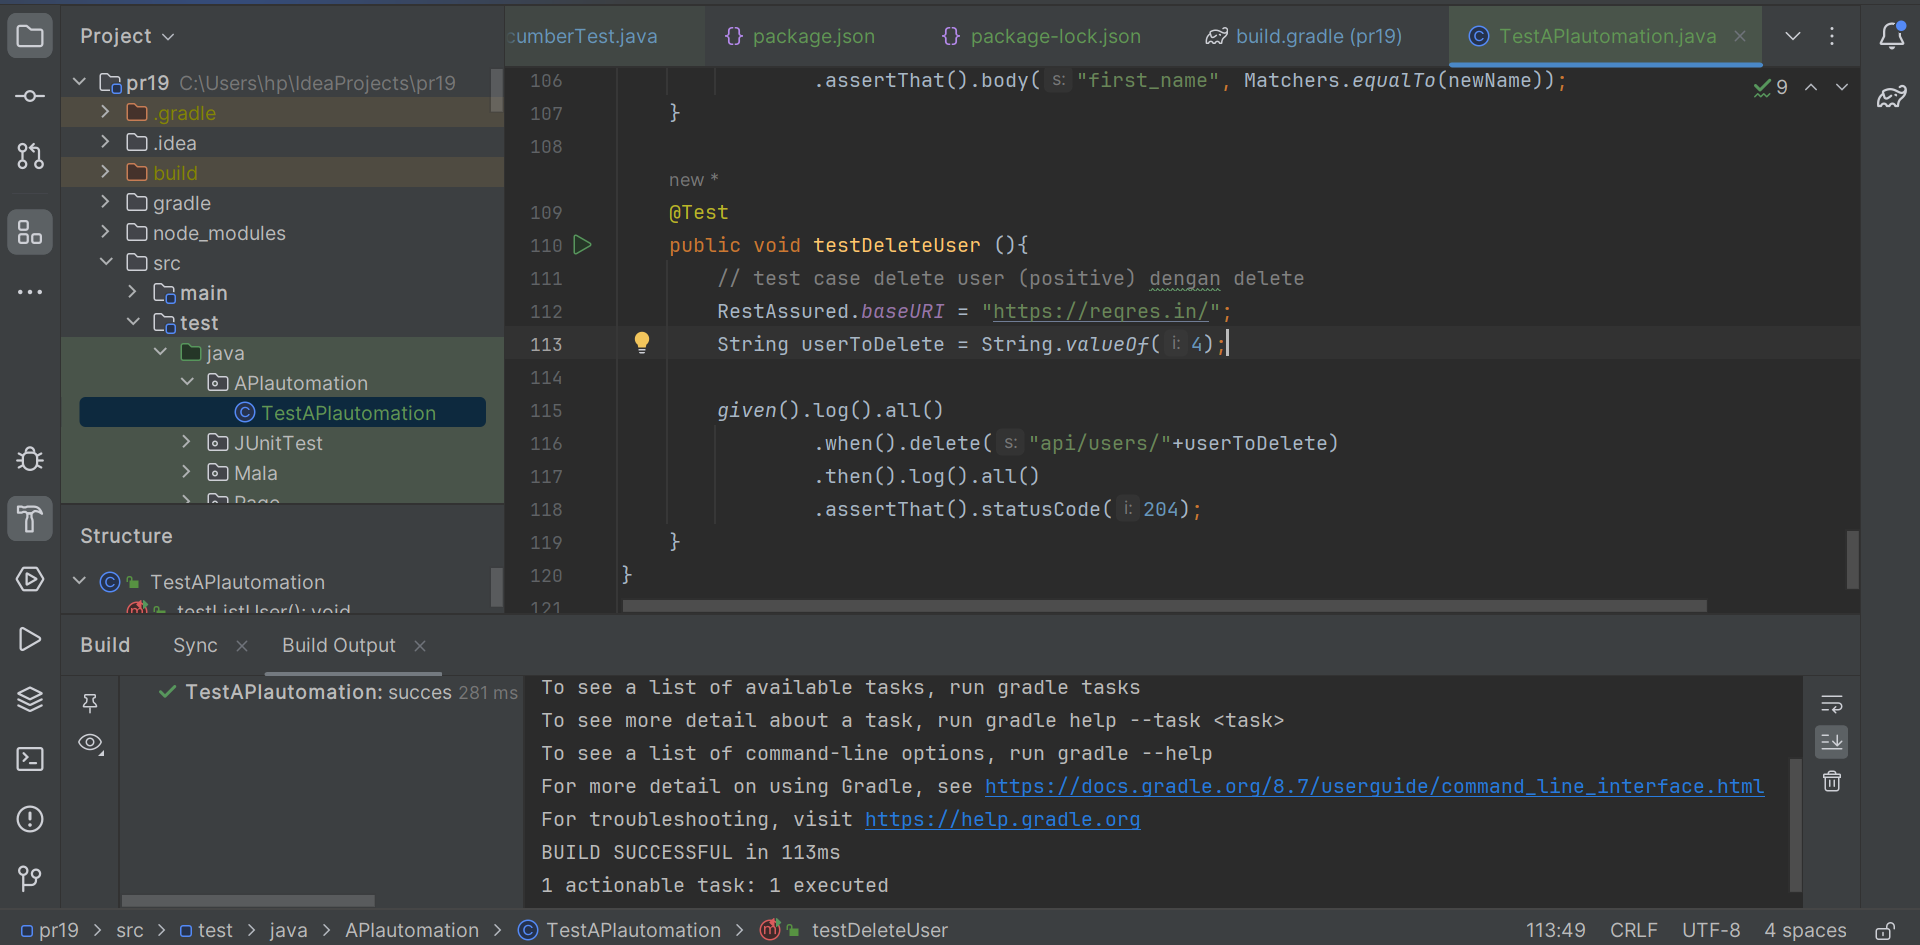 Project
cumberTest.java
package.json
package-lock.json
build.gradle (pr19)
TestAPIautomation.java
pr19 C:\Users\hp\IdeaProjects\pr19
.gradle
.idea
build
gradle
node_modules
src
main
test
java
APIautomation
TestAPIautomation
JUnitTest
Mala
Page
Structure
TestAPIautomation
testListUser(): void
106 .assertThat().body( s: "first_name", Matchers.equalTo(newName));
9
107 }
108
new *
109 @Test
110 public void testDeleteUser (){
111 // test case delete user (positive) dengan delete
112 RestAssured.baseURI = "https://reqres.in/";
113 String userToDelete = String.valueOf( i: 4);
114
115 given().log().all()
116 .when().delete( s: "api/users/"+userToDelete)
117 .then().log().all()
118 .assertThat().statusCode( i: 204);
119 }
120 }
121
Build
Sync
Build Output
TestAPIautomation: succes 281 ms
To see a list of available tasks, run gradle tasks
To see more detail about a task, run gradle help --task <task>
To see a list of command-line options, run gradle --help
For more detail on using Gradle, see https://docs.gradle.org/8.7/userguide/command_line_interface.html
For troubleshooting, visit https://help.gradle.org
BUILD SUCCESSFUL in 113ms
1 actionable task: 1 executed
pr19 > src > test > java > APIautomation > TestAPIautomation > testDeleteUser
113:49 CRLF UTF-8 4 spaces